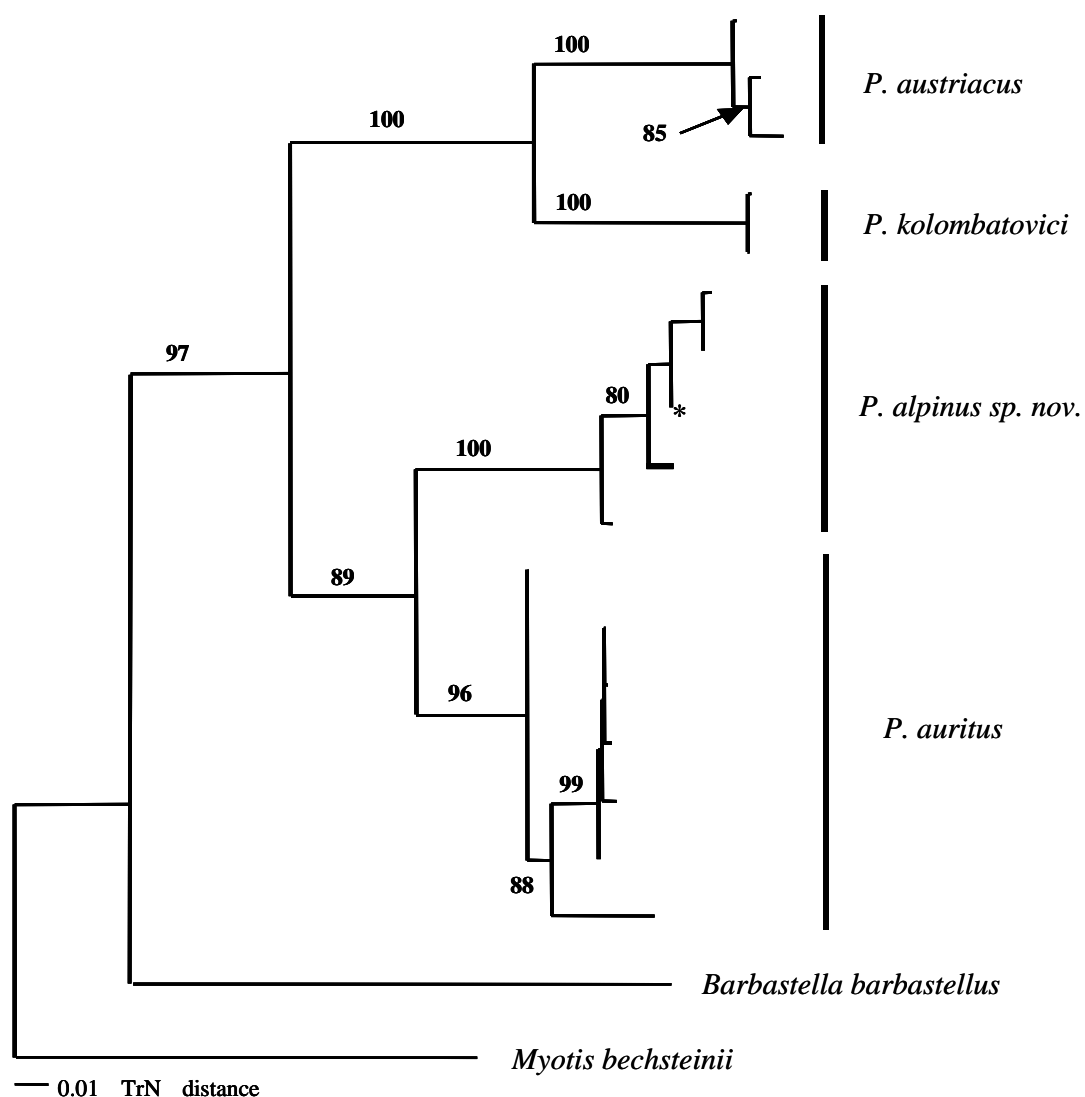 100
P. austriacus
100
85
100
P. kolombatovici
97
80
P. alpinus sp. nov.
*
100
89
96
P. auritus
99
88
Barbastella barbastellus
Myotis bechsteinii
0.01 TrN distance